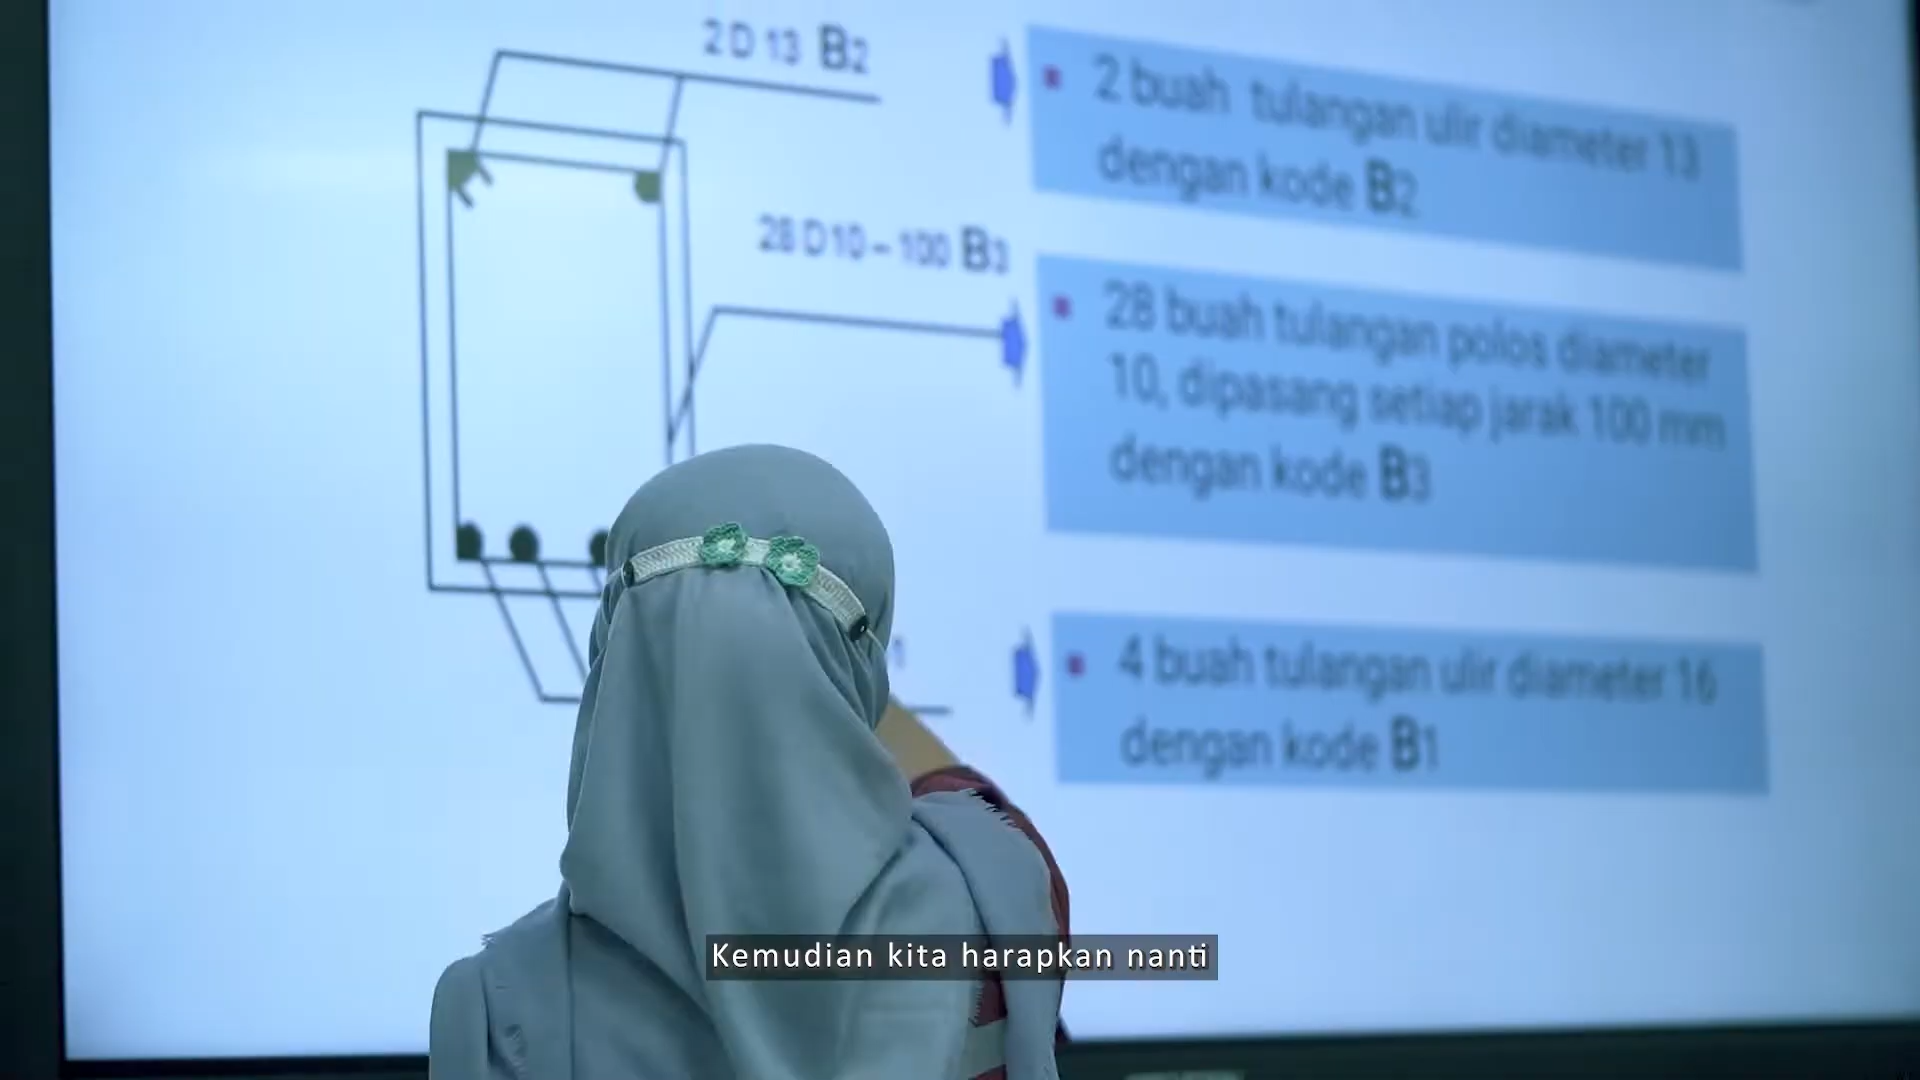 2 D 13 B2
2 buah tulangan ulir diameter 13
dengan kode B2
28 D10 – 100 B3
28 buah tulangan polos diameter
10, dipasang setiap jarak 100 mm
dengan kode B3
1
4 buah tulangan ulir diameter 16
dengan kode B1
Kemudian kita harapkan nanti